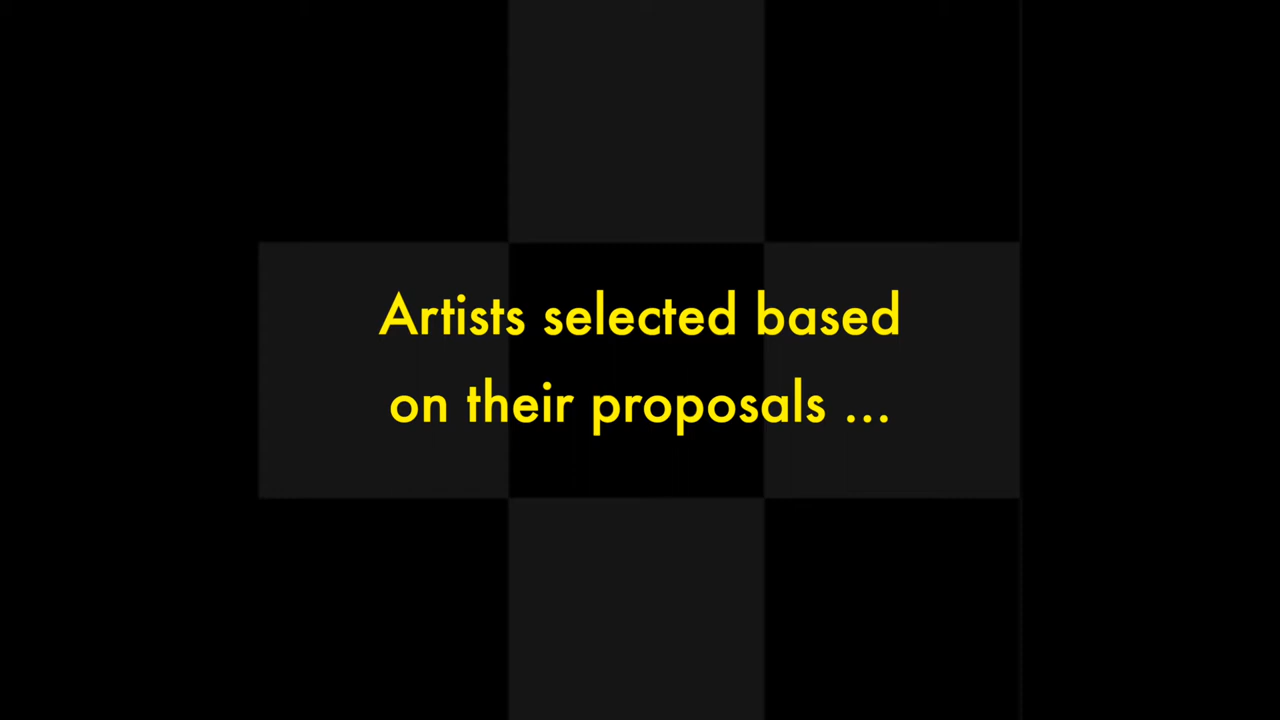 Artists selected based
on their proposals ...